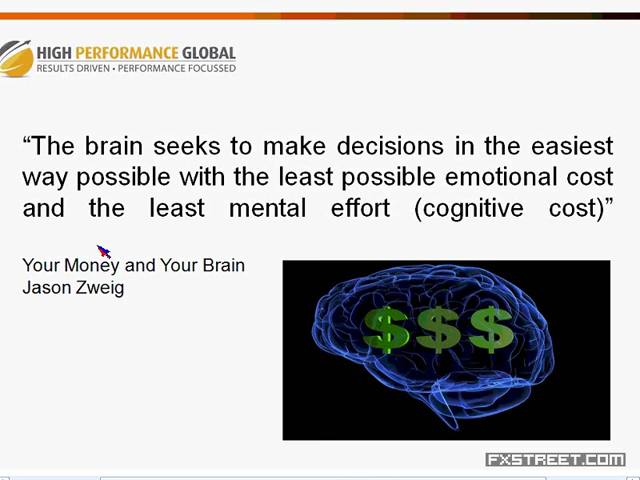 HIGH PERFORMANCE GLOBAL
RESULTS DRIVEN • PERFORMANCE FOCUSSED
“The brain seeks to make decisions in the easiest
way possible with the least possible emotional cost
and the least mental effort (cognitive cost)”
Your Money and Your Brain
Jason Zweig
$ $ $
FXSTREET.COM